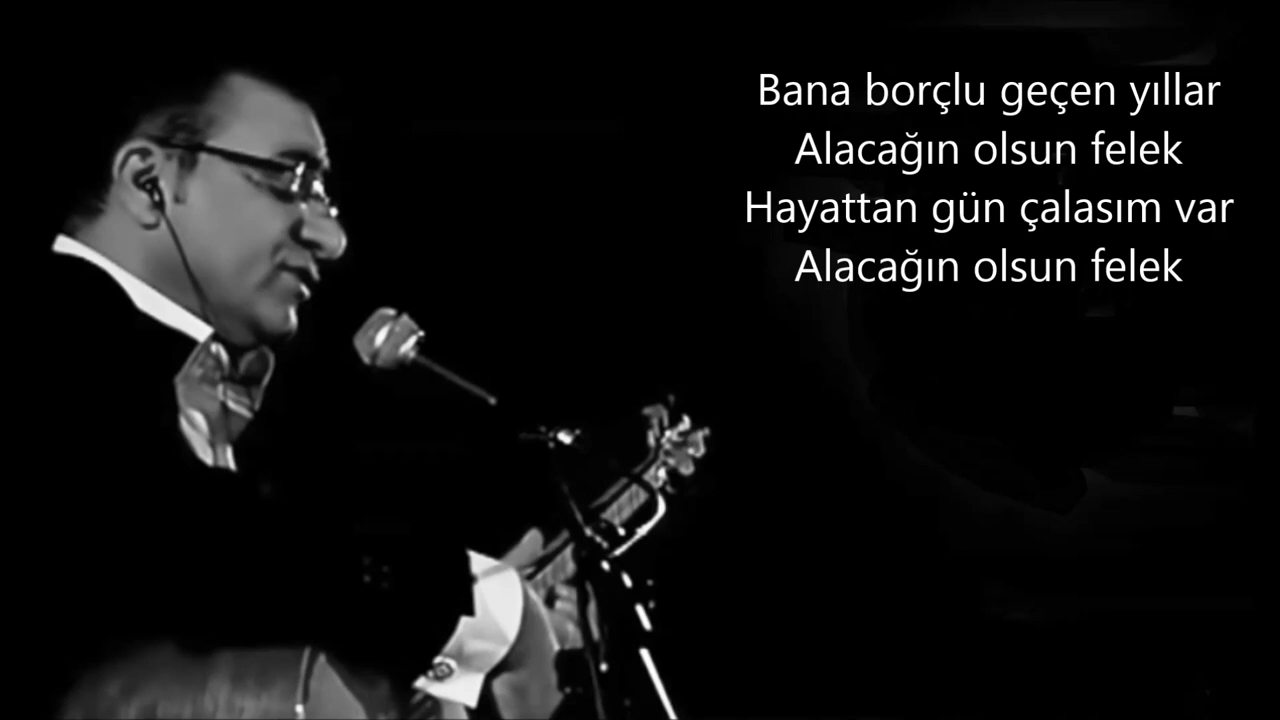 Bana borçlu geçen yıllar
Alacağın olsun felek
Hayattan gün çalasım var
Alacağın olsun felek